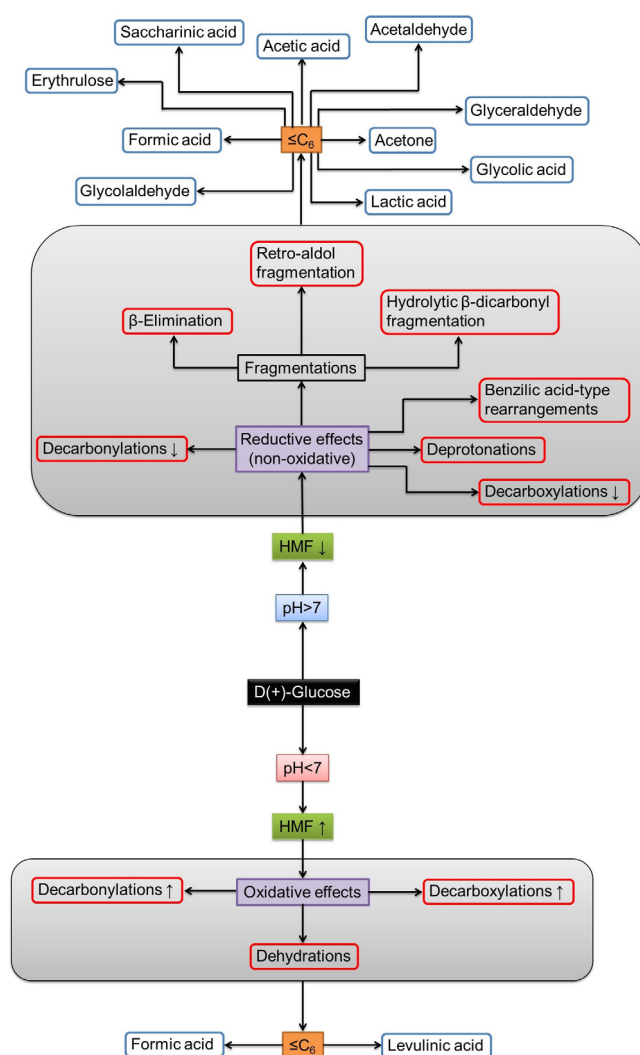 Saccharinic acid
Acetic acid
Acetaldehyde
Erythrulose
Glyceraldehyde
Formic acid
≤C₆
Acetone
Glycolic acid
Glycolaldehyde
Lactic acid
Retro-aldol
fragmentation
β-Elimination
Hydrolytic β-dicarbonyl
fragmentation
Fragmentations
Benzilic acid-type
rearrangements
Decarbonylations ↓
Reductive effects
(non-oxidative)
Deprotonations
Decarboxylations ↓
HMF ↓
pH>7
D(+)-Glucose
pH<7
HMF ↑
Decarbonylations ↑
Oxidative effects
Decarboxylations ↑
Dehydrations
Formic acid
≤C₆
Levulinic acid